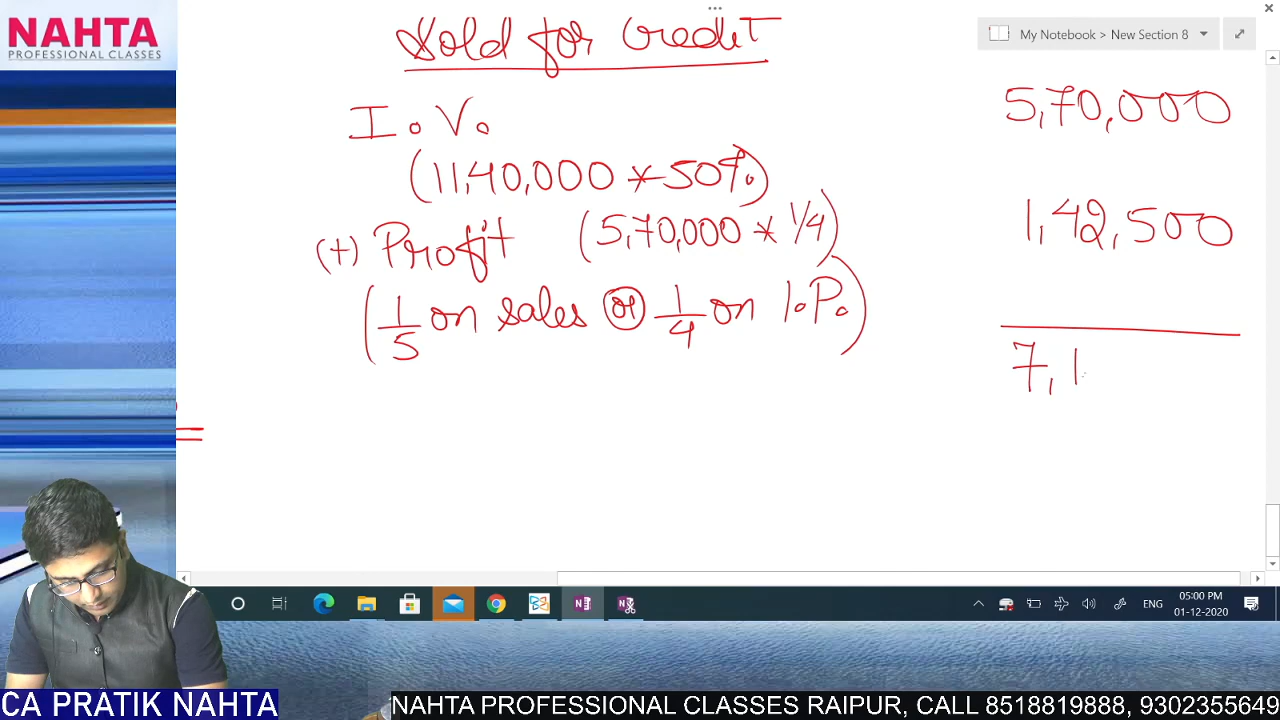 NAHTA
PROFESSIONAL CLASSES
My Notebook > New Section 8
Sold for Credit
I.V. 5,70,000
(11,40,000 * 50%)
(+) Profit (5,70,000 * 1/4) 1,42,500
(1/5 on sales or 1/4 on I.P.)
7,1
=
ENG
05:00 PM
01-12-2020
CA PRATIK NAHTA
NAHTA PROFESSIONAL CLASSES RAIPUR, CALL 8518819888, 9302355649